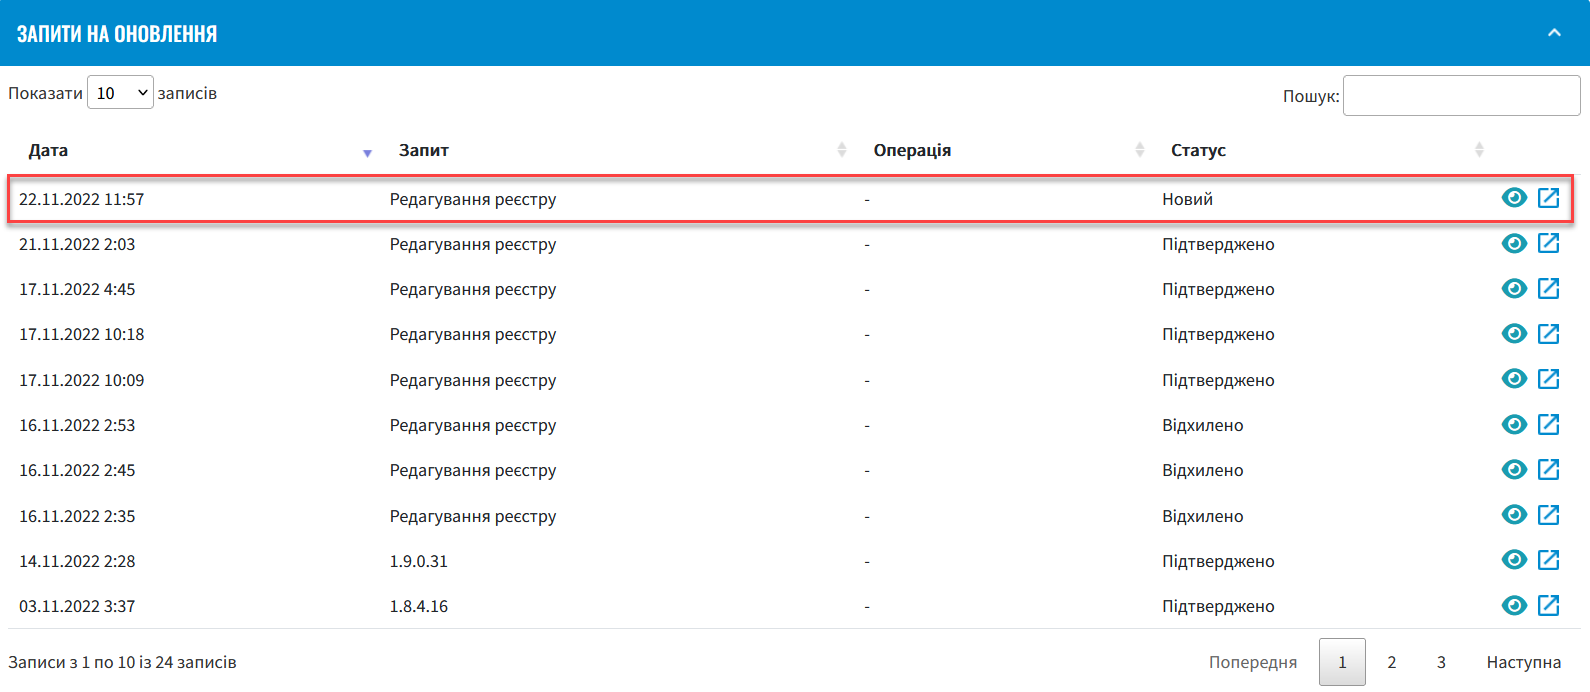 ЗАПИТИ НА ОНОВЛЕННЯ
Показати 10 записів
Пошук:
Дата Запит Операція Статус
22.11.2022 11:57 Редагування реєстру - Новий
21.11.2022 2:03 Редагування реєстру - Підтверджено
17.11.2022 4:45 Редагування реєстру - Підтверджено
17.11.2022 10:18 Редагування реєстру - Підтверджено
17.11.2022 10:09 Редагування реєстру - Підтверджено
16.11.2022 2:53 Редагування реєстру - Відхилено
16.11.2022 2:45 Редагування реєстру - Відхилено
16.11.2022 2:35 Редагування реєстру - Відхилено
14.11.2022 2:28 1.9.0.31 - Підтверджено
03.11.2022 3:37 1.8.4.16 - Підтверджено
Записи з 1 по 10 із 24 записів
Попередня 1 2 3 Наступна